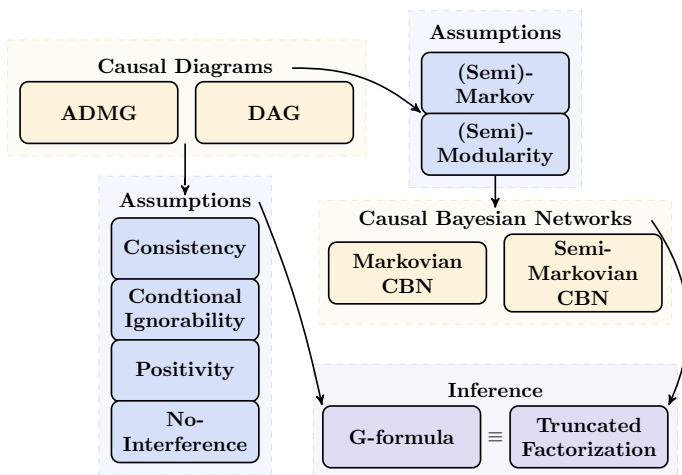 Causal Diagrams
ADMG
DAG
Assumptions
(Semi)-
Markov
(Semi)-
Modularity
Assumptions
Consistency
Condtional
Ignorability
Positivity
No-
Interference
Causal Bayesian Networks
Markovian
CBN
Semi-
Markovian
CBN
Inference
G-formula
≡
Truncated
Factorization